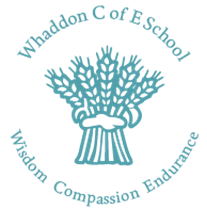 Whaddon C of E School
Wisdom Compassion Endurance